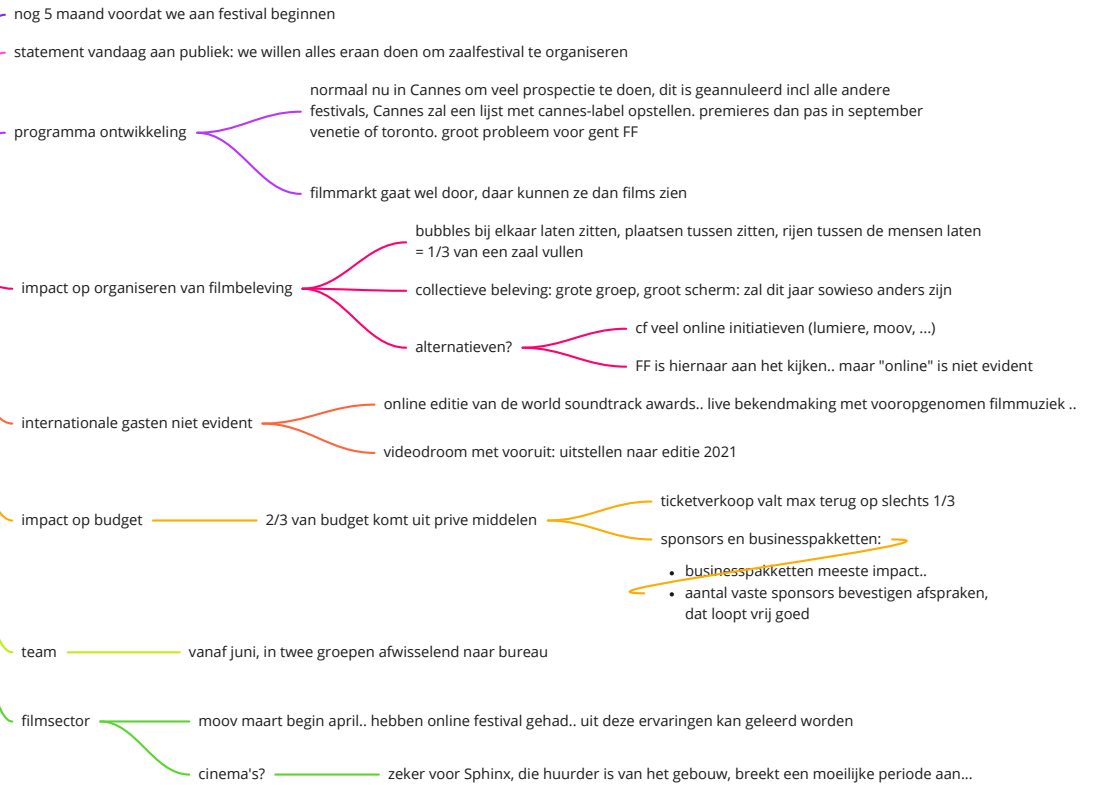 nog 5 maand voordat we aan festival beginnen
statement vandaag aan publiek: we willen alles eraan doen om zaalfestival te organiseren
programma ontwikkeling
normaal nu in Cannes om veel prospectie te doen, dit is geannuleerd incl alle andere
festivals, Cannes zal een lijst met cannes-label opstellen. premieres dan pas in september
venetie of toronto. groot probleem voor gent FF
filmmarkt gaat wel door, daar kunnen ze dan films zien
impact op organiseren van filmbeleving
bubbles bij elkaar laten zitten, plaatsen tussen zitten, rijen tussen de mensen laten
= 1/3 van een zaal vullen
collectieve beleving: grote groep, groot scherm: zal dit jaar sowieso anders zijn
alternatieven?
cf veel online initiatieven (lumiere, moov, ...)
FF is hiernaar aan het kijken.. maar "online" is niet evident
internationale gasten niet evident
online editie van de world soundtrack awards.. live bekendmaking met vooropgenomen filmmuziek ..
videodroom met vooruit: uitstellen naar editie 2021
impact op budget
2/3 van budget komt uit prive middelen
ticketverkoop valt max terug op slechts 1/3
sponsors en businesspakketten:
• businesspakketten meeste impact..
• aantal vaste sponsors bevestigen afspraken,
dat loopt vrij goed
team
vanaf juni, in twee groepen afwisselend naar bureau
filmsector
moov maart begin april.. hebben online festival gehad.. uit deze ervaringen kan geleerd worden
cinema's?
zeker voor Sphinx, die huurder is van het gebouw, breekt een moeilijke periode aan...